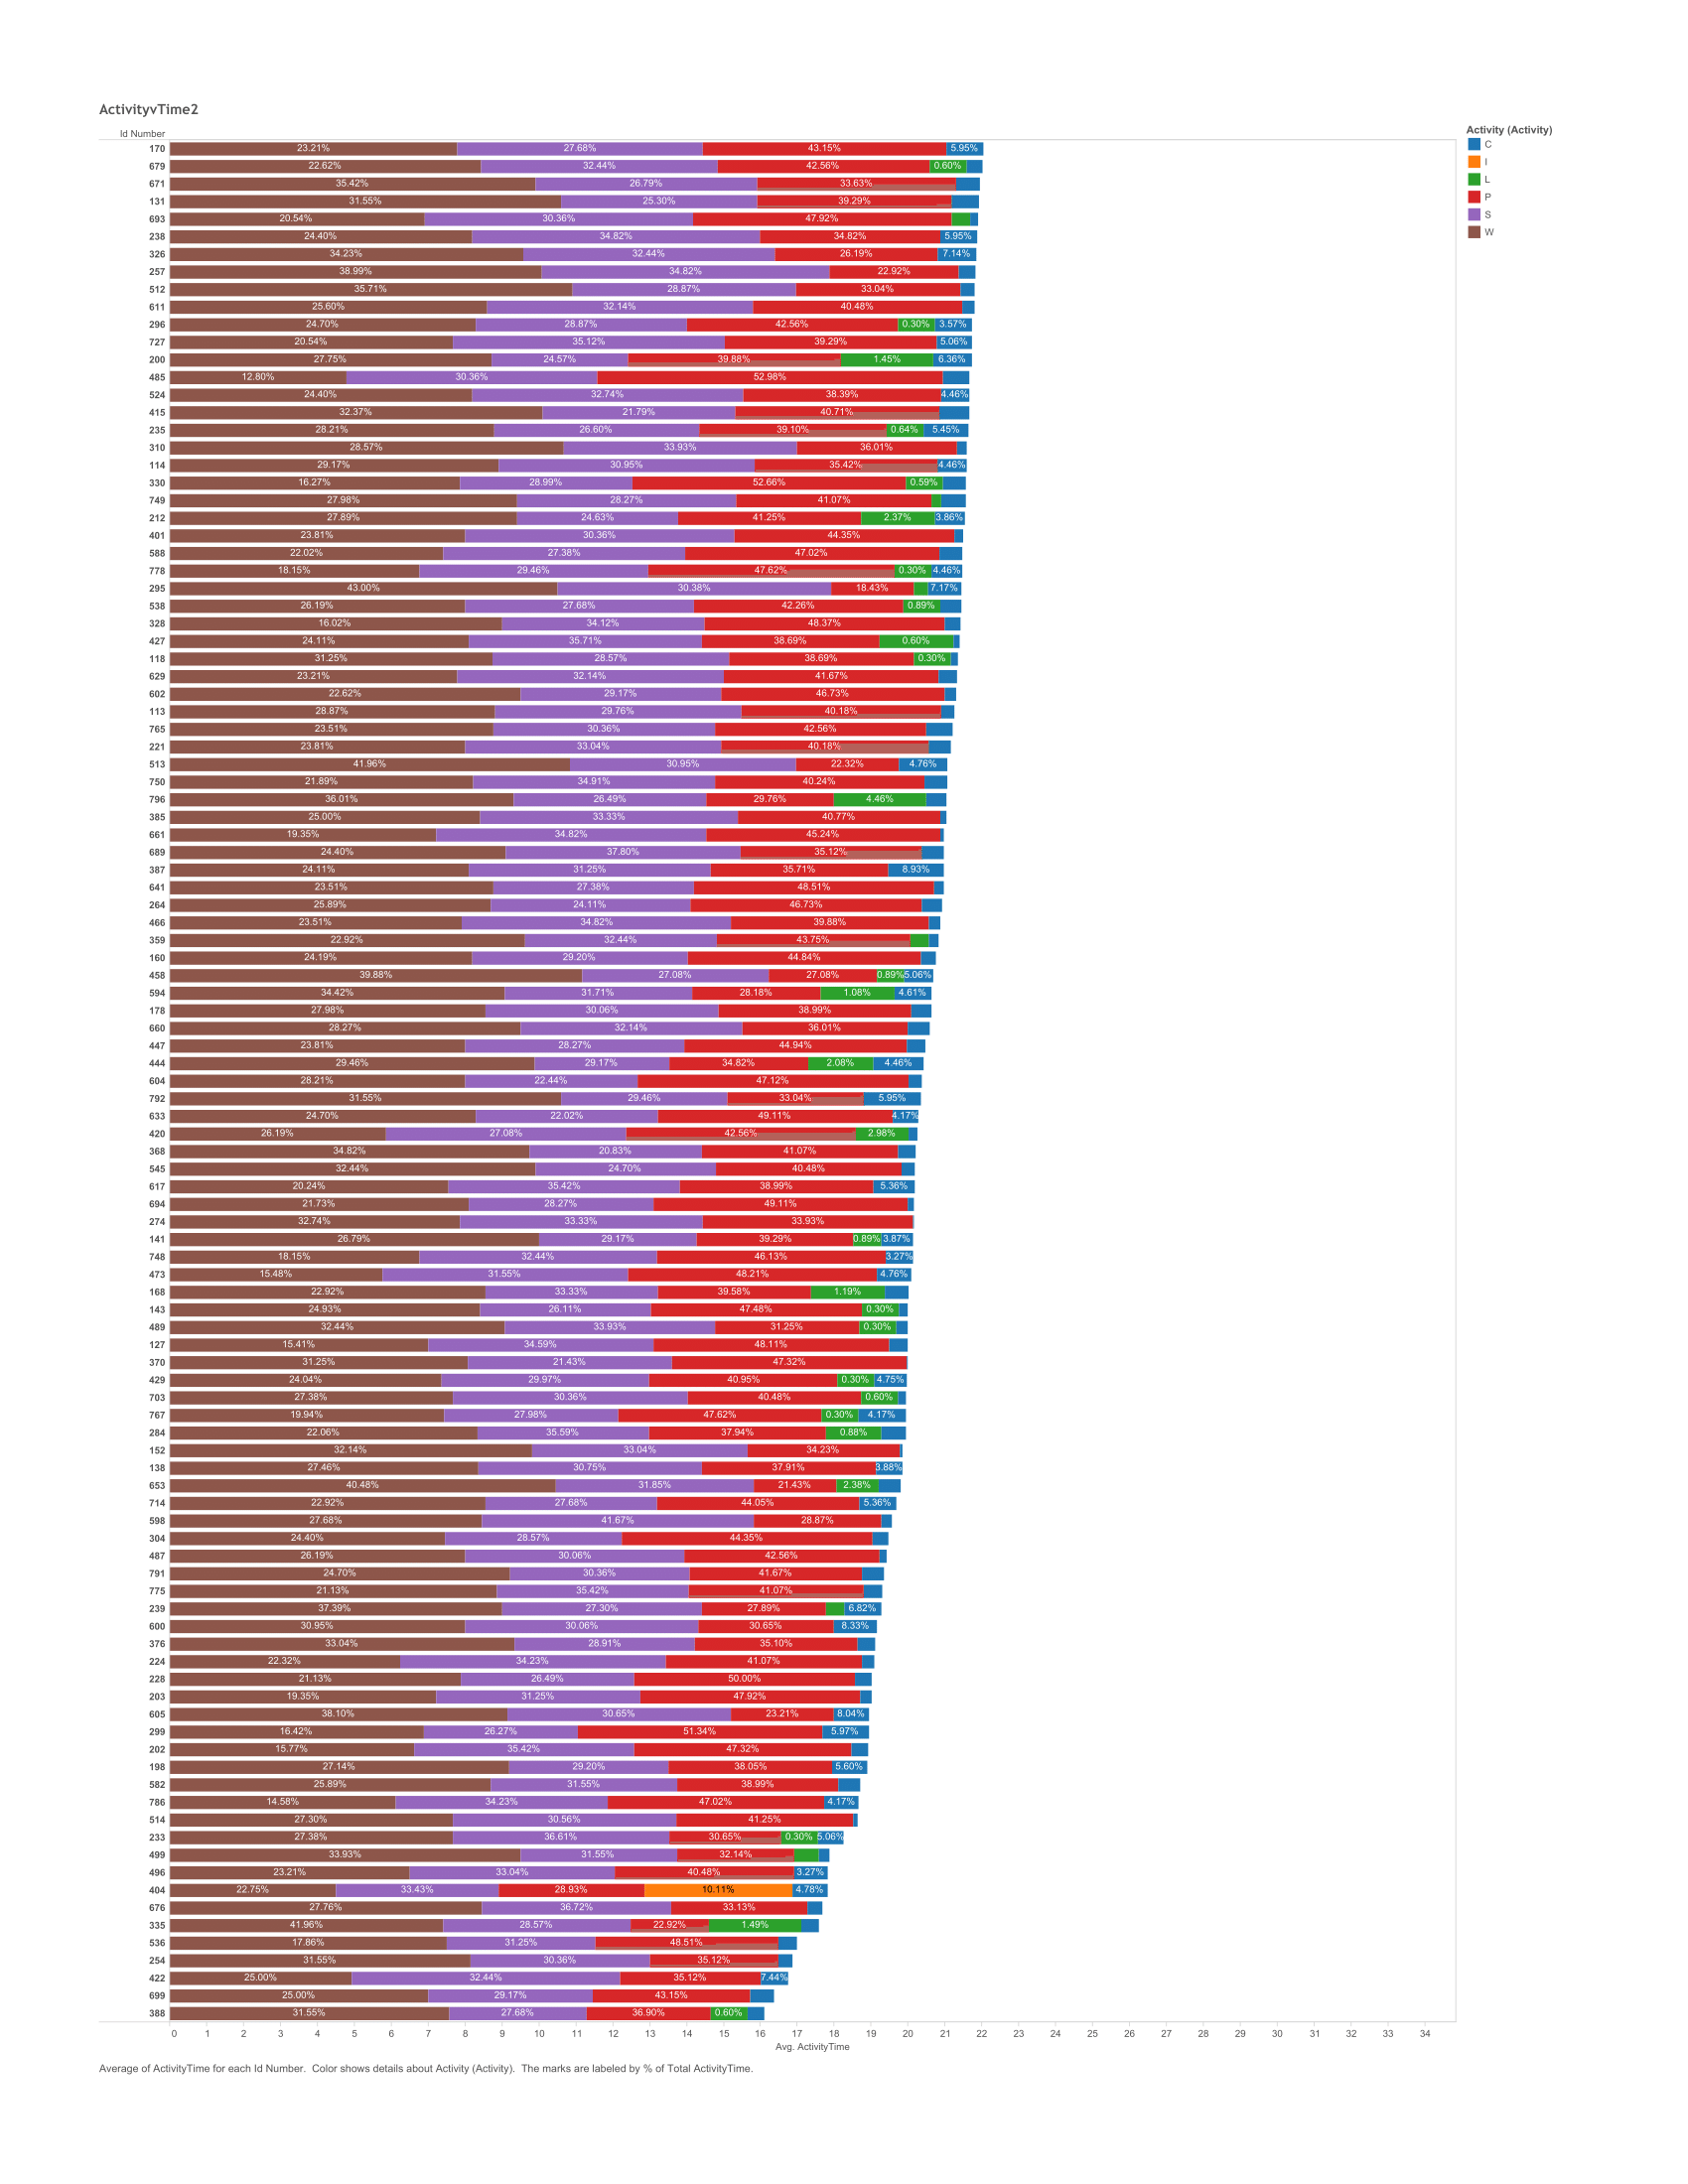 ActivityvTime2
Id Number
Activity (Activity)
C
I
L
P
S
W
170 23.21% 27.68% 43.15% 5.95%
679 22.62% 32.44% 42.56% 0.60%
671 35.42% 26.79% 33.63%
131 31.55% 25.30% 39.29%
693 20.54% 30.36% 47.92%
238 24.40% 34.82% 34.82% 5.95%
326 34.23% 32.44% 26.19% 7.14%
257 38.99% 34.82% 22.92%
512 35.71% 28.87% 33.04%
611 25.60% 32.14% 40.48%
296 24.70% 28.87% 42.56% 0.30% 3.57%
727 20.54% 35.12% 39.29% 5.06%
200 27.75% 24.57% 39.88% 1.45% 6.36%
485 12.80% 30.36% 52.98%
524 24.40% 32.74% 38.39% 4.46%
415 32.37% 21.79% 40.71%
235 28.21% 26.60% 39.10% 0.64% 5.45%
310 28.57% 33.93% 36.01%
114 29.17% 30.95% 35.42% 4.46%
330 16.27% 28.99% 52.66% 0.59%
749 27.98% 28.27% 41.07%
212 27.89% 24.63% 41.25% 2.37% 3.86%
401 23.81% 30.36% 44.35%
588 22.02% 27.38% 47.02%
778 18.15% 29.46% 47.62% 0.30% 4.46%
295 43.00% 30.38% 18.43% 7.17%
538 26.19% 27.68% 42.26% 0.89%
328 16.02% 34.12% 48.37%
427 24.11% 35.71% 38.69% 0.60%
118 31.25% 28.57% 38.69% 0.30%
629 23.21% 32.14% 41.67%
602 22.62% 29.17% 46.73%
113 28.87% 29.76% 40.18%
765 23.51% 30.36% 42.56%
221 23.81% 33.04% 40.18%
513 41.96% 30.95% 22.32% 4.76%
750 21.89% 34.91% 40.24%
796 36.01% 26.49% 29.76% 4.46%
385 25.00% 33.33% 40.77%
661 19.35% 34.82% 45.24%
689 24.40% 37.80% 35.12%
387 24.11% 31.25% 35.71% 8.93%
641 23.51% 27.38% 48.51%
264 25.89% 24.11% 46.73%
466 23.51% 34.82% 39.88%
359 22.92% 32.44% 43.75%
160 24.19% 29.20% 44.84%
458 39.88% 27.08% 27.08% 0.89% 5.06%
594 34.42% 31.71% 28.18% 1.08% 4.61%
178 27.98% 30.06% 38.99%
660 28.27% 32.14% 36.01%
447 23.81% 28.27% 44.94%
444 29.46% 29.17% 34.82% 2.08% 4.46%
604 28.21% 22.44% 47.12%
792 31.55% 29.46% 33.04% 5.95%
633 24.70% 22.02% 49.11% 4.17%
420 26.19% 27.08% 42.56% 2.98%
368 34.82% 20.83% 41.07%
545 32.44% 24.70% 40.48%
617 20.24% 35.42% 38.99% 5.36%
694 21.73% 28.27% 49.11%
274 32.74% 33.33% 33.93%
141 26.79% 29.17% 39.29% 0.89% 3.87%
748 18.15% 32.44% 46.13% 3.27%
473 15.48% 31.55% 48.21% 4.76%
168 22.92% 33.33% 39.58% 1.19%
143 24.93% 26.11% 47.48% 0.30%
489 32.44% 33.93% 31.25% 0.30%
127 15.41% 34.59% 48.11%
370 31.25% 21.43% 47.32%
429 24.04% 29.97% 40.95% 0.30% 4.75%
703 27.38% 30.36% 40.48% 0.60%
767 19.94% 27.98% 47.62% 0.30% 4.17%
284 22.06% 35.59% 37.94% 0.88%
152 32.14% 33.04% 34.23%
138 27.46% 30.75% 37.91% 3.88%
653 40.48% 31.85% 21.43% 2.38%
714 22.92% 27.68% 44.05% 5.36%
598 27.68% 41.67% 28.87%
304 24.40% 28.57% 44.35%
487 26.19% 30.06% 42.56%
791 24.70% 30.36% 41.67%
775 21.13% 35.42% 41.07%
239 37.39% 27.30% 27.89% 6.82%
600 30.95% 30.06% 30.65% 8.33%
376 33.04% 28.91% 35.10%
224 22.32% 34.23% 41.07%
228 21.13% 26.49% 50.00%
203 19.35% 31.25% 47.92%
605 38.10% 30.65% 23.21% 8.04%
299 16.42% 26.27% 51.34% 5.97%
202 15.77% 35.42% 47.32%
198 27.14% 29.20% 38.05% 5.60%
582 25.89% 31.55% 38.99%
786 14.58% 34.23% 47.02% 4.17%
514 27.30% 30.56% 41.25%
233 27.38% 36.61% 30.65% 0.30% 5.06%
499 33.93% 31.55% 32.14%
496 23.21% 33.04% 40.48% 3.27%
404 22.75% 33.43% 28.93% 10.11% 4.78%
676 27.76% 36.72% 33.13%
335 41.96% 28.57% 22.92% 1.49%
536 17.86% 31.25% 48.51%
254 31.55% 30.36% 35.12%
422 25.00% 32.44% 35.12% 7.44%
699 25.00% 29.17% 43.15%
388 31.55% 27.68% 36.90% 0.60%
0 1 2 3 4 5 6 7 8 9 10 11 12 13 14 15 16 17 18 19 20 21 22 23 24 25 26 27 28 29 30 31 32 33 34
Avg. ActivityTime
Average of ActivityTime for each Id Number.  Color shows details about Activity (Activity).  The marks are labeled by % of Total ActivityTime.